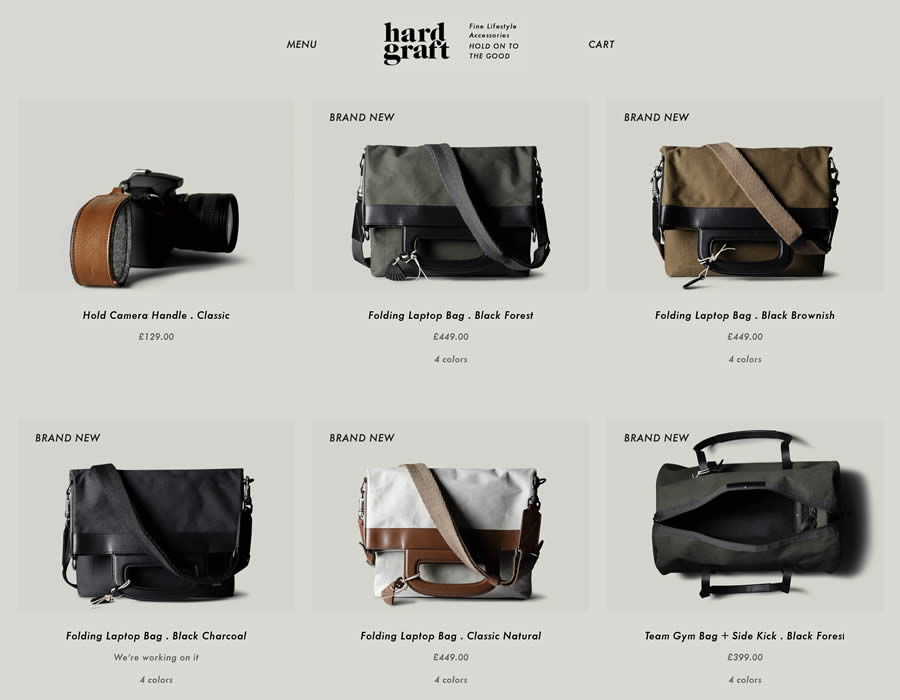 MENU
hard
graft
Fine Lifestyle
Accessories
HOLD ON TO
THE GOOD
CART
BRAND NEW
BRAND NEW
Hold Camera Handle . Classic
£129.00
Folding Laptop Bag . Black Forest
£449.00
4 colors
Folding Laptop Bag . Black Brownish
£449.00
4 colors
BRAND NEW
BRAND NEW
BRAND NEW
Folding Laptop Bag . Black Charcoal
We're working on it
4 colors
Folding Laptop Bag . Classic Natural
£449.00
4 colors
Team Gym Bag + Side Kick . Black Forest
£399.00
4 colors